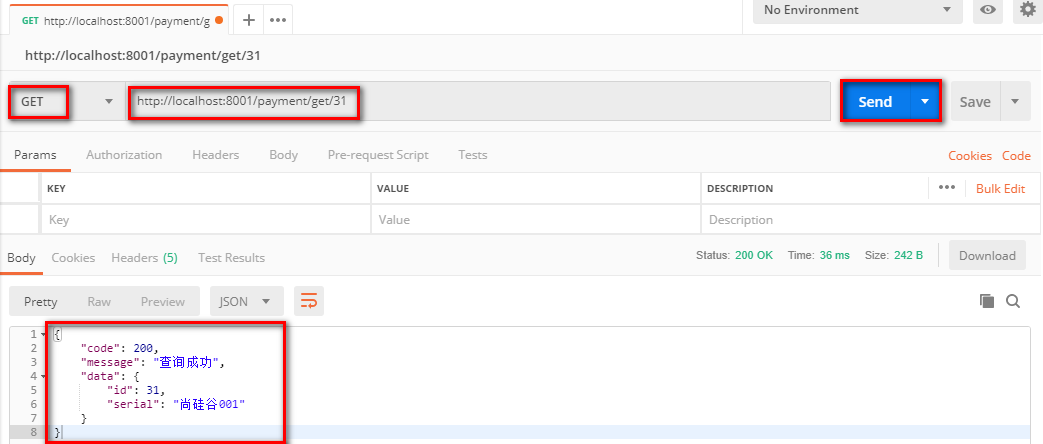 GET http://localhost:8001/payment/g
No Environment
http://localhost:8001/payment/get/31
GET http://localhost:8001/payment/get/31 Send Save
Params Authorization Headers Body Pre-request Script Tests Cookies Code
KEY VALUE DESCRIPTION Bulk Edit
Key Value Description
Body Cookies Headers (5) Test Results Status: 200 OK Time: 36 ms Size: 242 B Download
Pretty Raw Preview JSON
1 {
2 "code": 200,
3 "message": "查询成功",
4 "data": {
5 "id": 31,
6 "serial": "尚硅谷001"
7 }
8 }